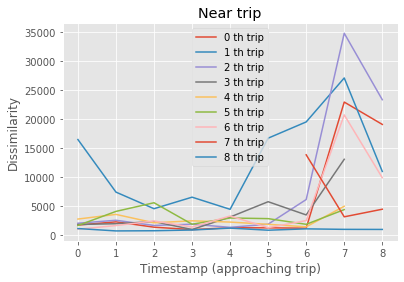 Near trip
35000
30000
25000
20000
15000
10000
5000
0
Dissimilarity
0 th trip
1 th trip
2 th trip
3 th trip
4 th trip
5 th trip
6 th trip
7 th trip
8 th trip
0 1 2 3 4 5 6 7 8
Timestamp (approaching trip)